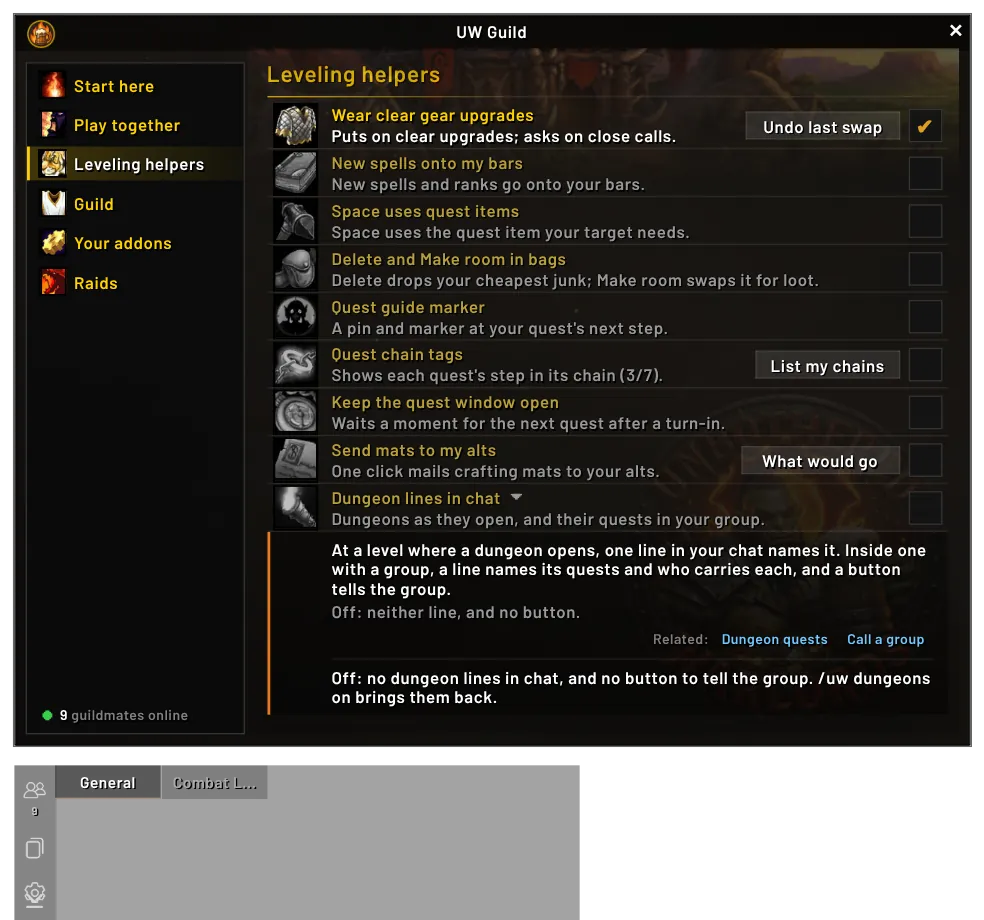 UW Guild
Start here
Play together
Leveling helpers
Guild
Your addons
Raids
9 guildmates online
Leveling helpers
Wear clear gear upgrades
Puts on clear upgrades; asks on close calls.
Undo last swap
New spells onto my bars
New spells and ranks go onto your bars.
Space uses quest items
Space uses the quest item your target needs.
Delete and Make room in bags
Delete drops your cheapest junk; Make room swaps it for loot.
Quest guide marker
A pin and marker at your quest's next step.
Quest chain tags
Shows each quest's step in its chain (3/7).
List my chains
Keep the quest window open
Waits a moment for the next quest after a turn-in.
Send mats to my alts
One click mails crafting mats to your alts.
What would go
Dungeon lines in chat
Dungeons as they open, and their quests in your group.
At a level where a dungeon opens, one line in your chat names it. Inside one
with a group, a line names its quests and who carries each, and a button
tells the group.
Off: neither line, and no button.
Related: Dungeon quests Call a group
Off: no dungeon lines in chat, and no button to tell the group. /uw dungeons
on brings them back.
General
Combat L...
9